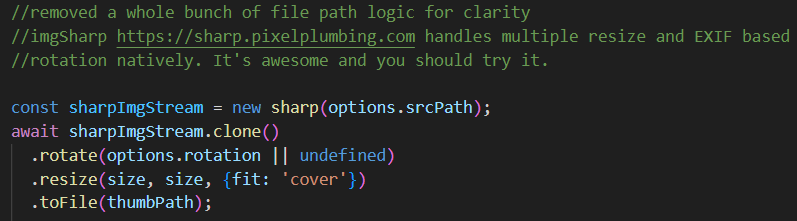 //removed a whole bunch of file path logic for clarity
//imgSharp https://sharp.pixelplumbing.com handles multiple resize and EXIF based
//rotation natively. It's awesome and you should try it.
const sharpImgStream = new sharp(options.srcPath);
await sharpImgStream.clone()
.rotate(options.rotation || undefined)
.resize(size, size, {fit: 'cover'})
.toFile(thumbPath);